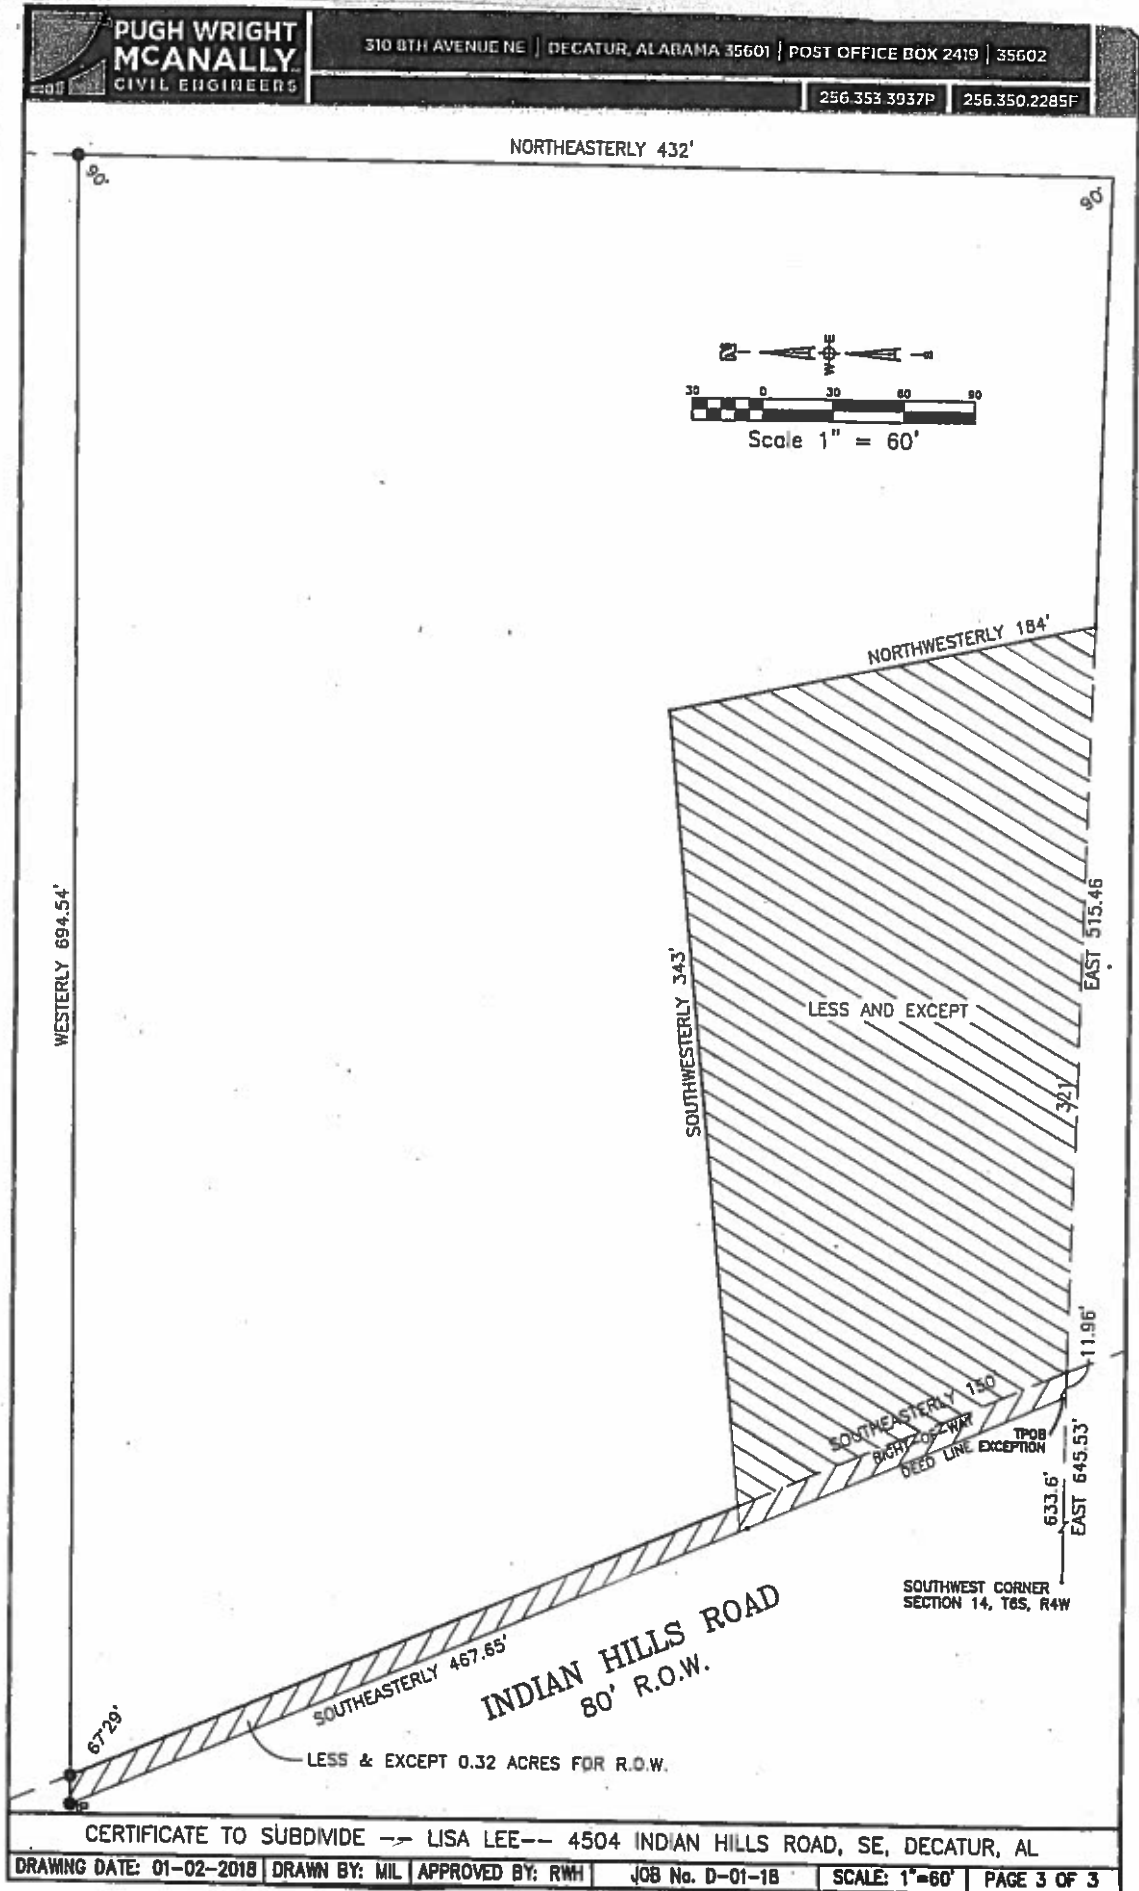 PUGH WRIGHT
MCANALLY
CIVIL ENGINEERS
310 8TH AVENUE NE | DECATUR, ALABAMA 35601 | POST OFFICE BOX 2419 | 35602
256.353.3937P | 256.350.2285F
NORTHEASTERLY 432'
90°
90°
E
W
30 0 30 60 90
Scale 1" = 60'
NORTHWESTERLY 184'
WESTERLY 694.54'
SOUTHWESTERLY 343'
LESS AND EXCEPT
EAST 515.46
321'
11.96'
SOUTHEASTERLY 150'
RIGHT-OF-WAY
DEED LINE
TPOB
EXCEPTION
633.6'
EAST 645.53'
SOUTHWEST CORNER
SECTION 14, T6S, R4W
INDIAN HILLS ROAD
80' R.O.W.
SOUTHEASTERLY 467.65'
67°29'
LESS & EXCEPT 0.32 ACRES FOR R.O.W.
CERTIFICATE TO SUBDIVIDE -- LISA LEE-- 4504 INDIAN HILLS ROAD, SE, DECATUR, AL
DRAWING DATE: 01-02-2018 DRAWN BY: MIL APPROVED BY: RWH JOB No. D-01-18 SCALE: 1"=60' PAGE 3 OF 3